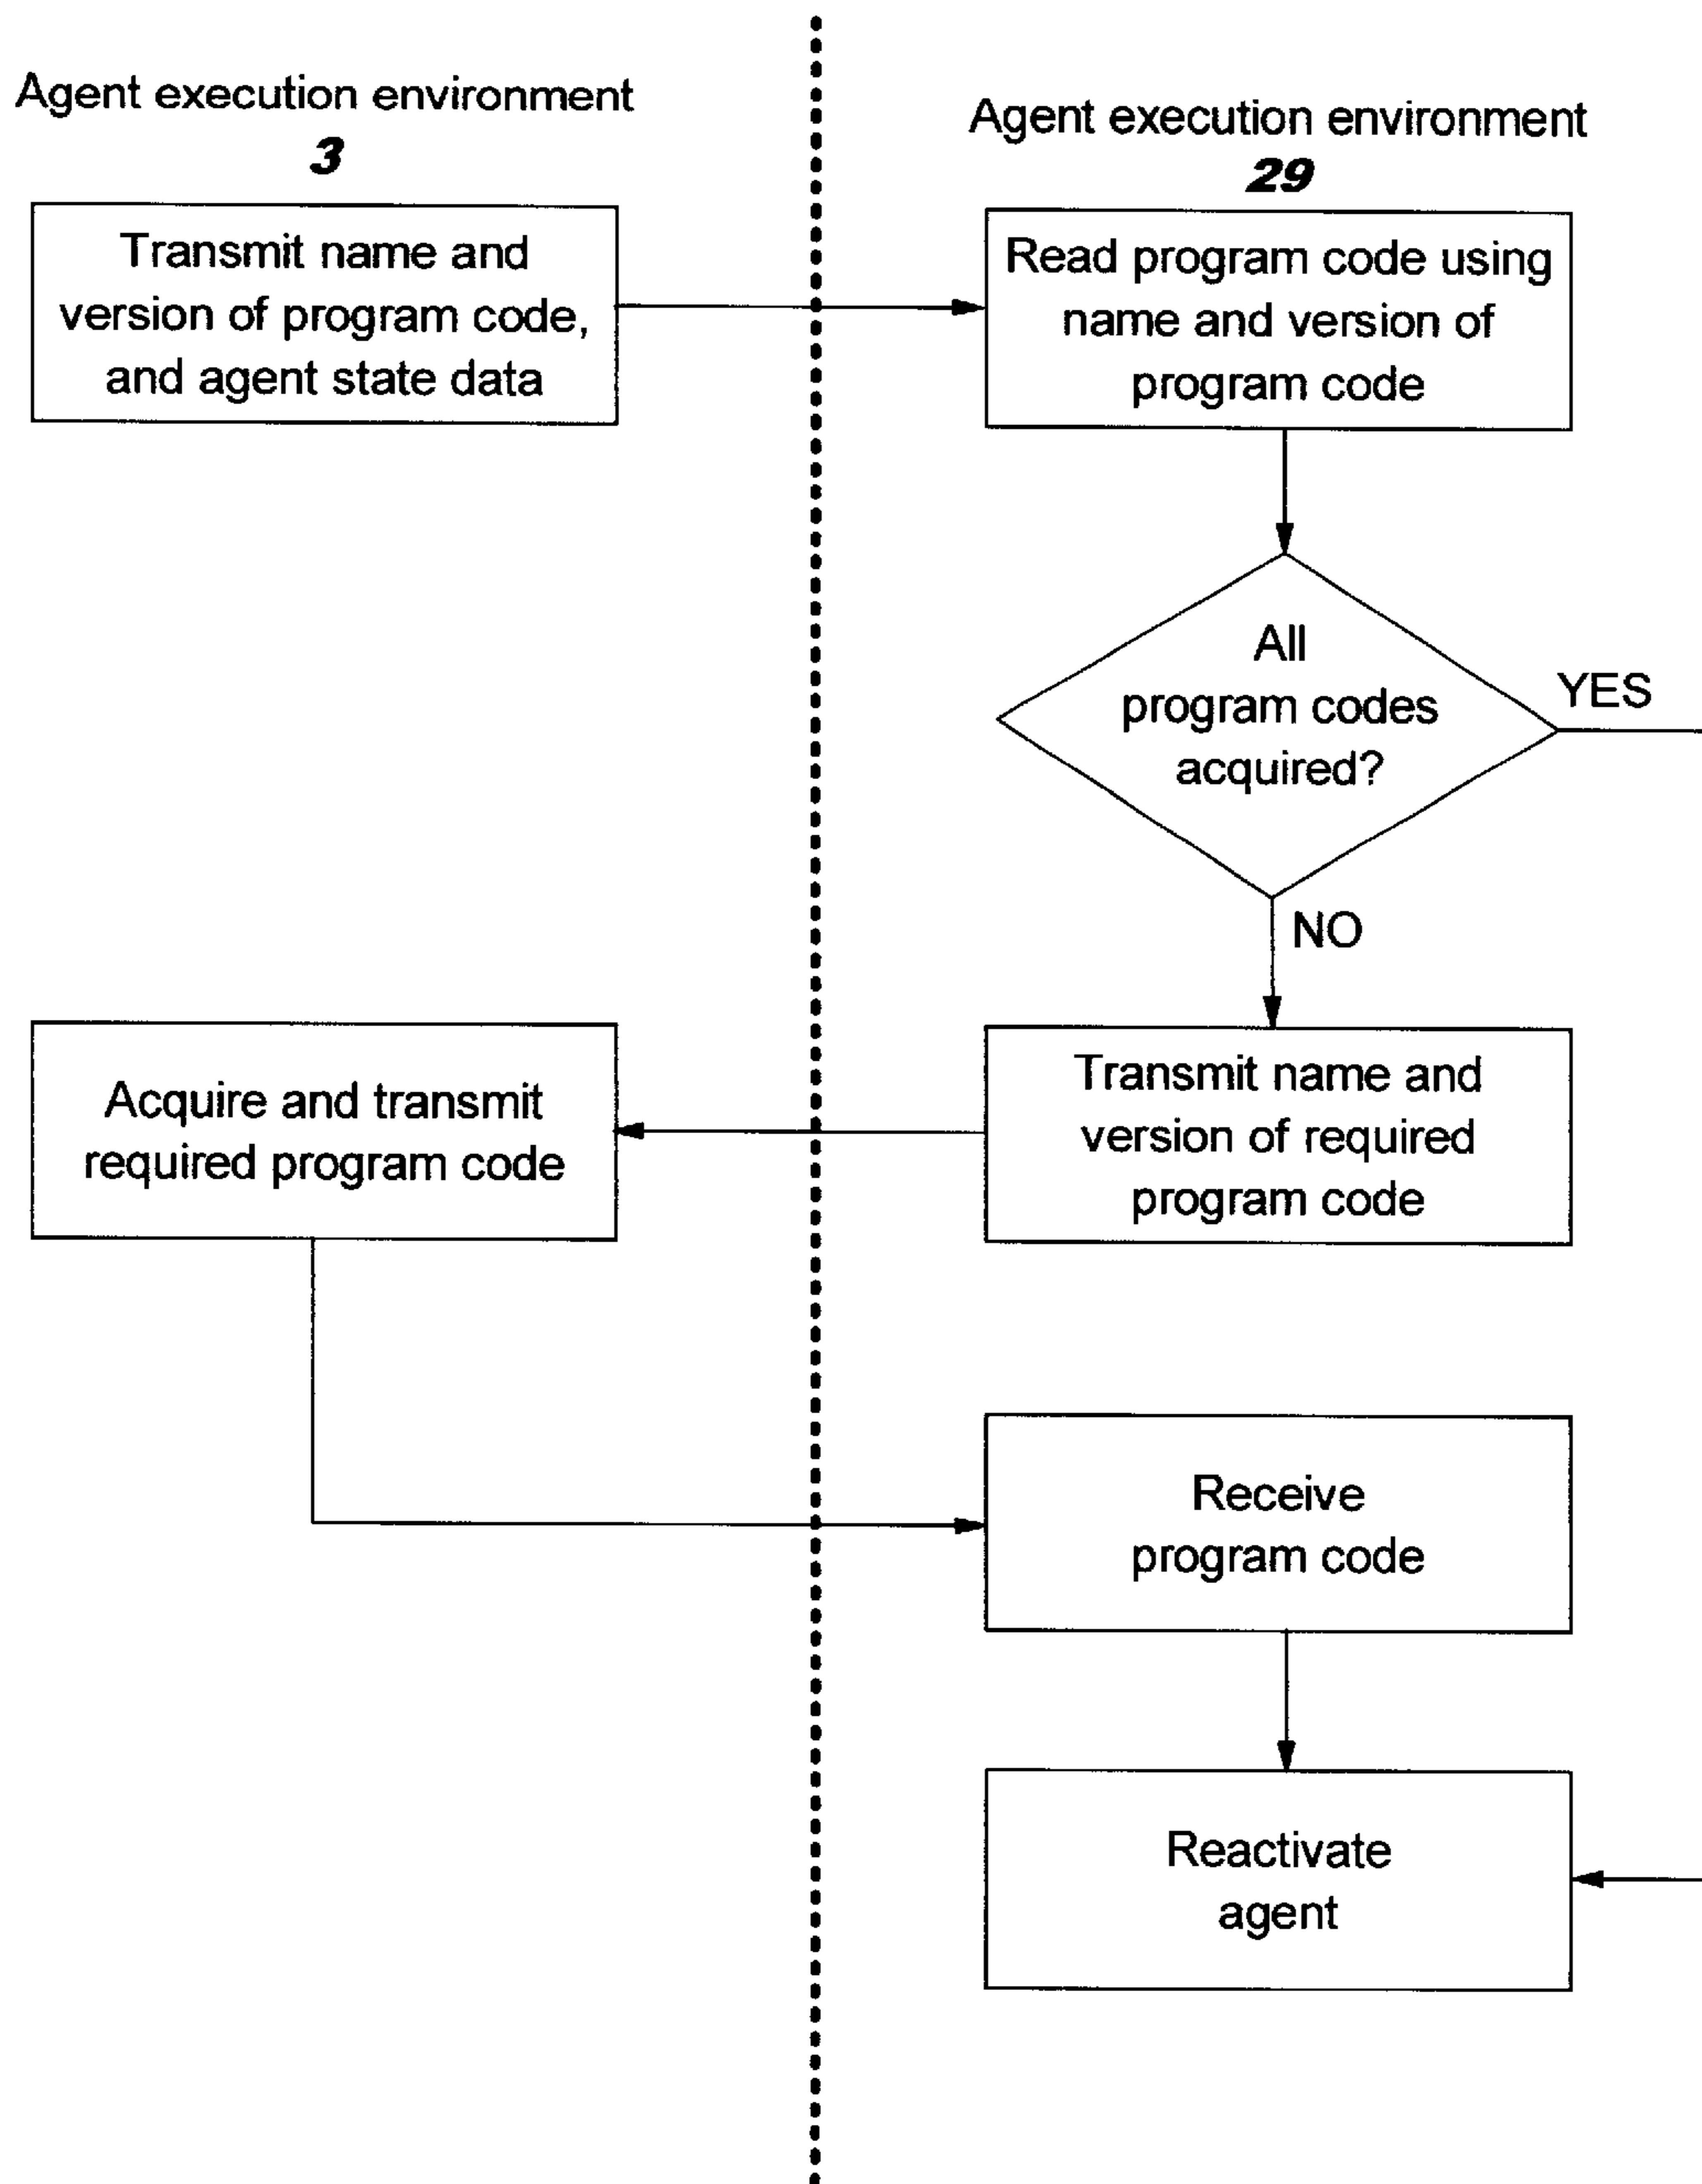 Agent execution environment
3
Agent execution environment
29
Transmit name and
version of program code,
and agent state data
Read program code using
name and version of
program code
All
program codes
acquired?
YES
NO
Acquire and transmit
required program code
Transmit name and
version of required
program code
Receive
program code
Reactivate
agent